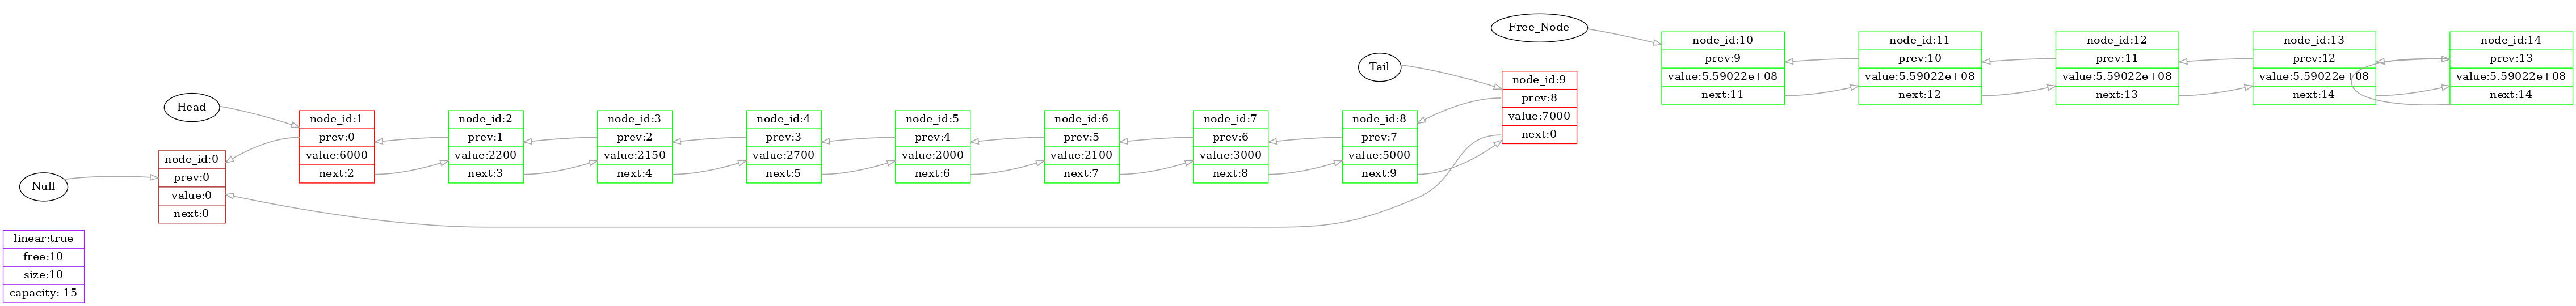 Free_Node
node_id:10
prev:9
value:5.59022e+08
next:11
node_id:11
prev:10
value:5.59022e+08
next:12
node_id:12
prev:11
value:5.59022e+08
next:13
node_id:13
prev:12
value:5.59022e+08
next:14
node_id:14
prev:13
value:5.59022e+08
next:14
Tail
node_id:9
prev:8
value:7000
next:0
Head
node_id:1
prev:0
value:6000
next:2
node_id:2
prev:1
value:2200
next:3
node_id:3
prev:2
value:2150
next:4
node_id:4
prev:3
value:2700
next:5
node_id:5
prev:4
value:2000
next:6
node_id:6
prev:5
value:2100
next:7
node_id:7
prev:6
value:3000
next:8
node_id:8
prev:7
value:5000
next:9
Null
node_id:0
prev:0
value:0
next:0
linear:true
free:10
size:10
capacity: 15